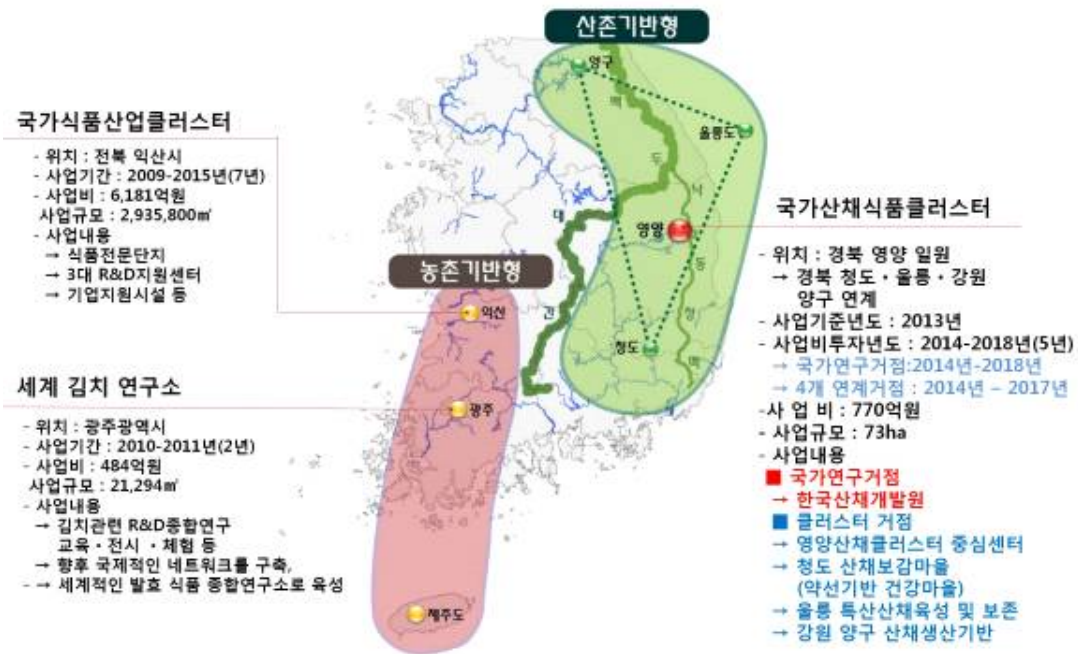 산촌기반형
양구
백
울릉도
두
낙
대
영양
동
정
간
청도
맥
국가식품산업클러스터
- 위치 : 전북 익산시
- 사업기간 : 2009-2015년(7년)
- 사업비 : 6,181억원
사업규모 : 2,935,800㎡
- 사업내용
→ 식품전문단지
→ 3대 R&D지원센터
→ 기업지원시설 등
농촌기반형
익산
광주
제주도
세계 김치 연구소
- 위치 : 광주광역시
- 사업기간 : 2010-2011년(2년)
- 사업비 : 484억원
사업규모 : 21,294㎡
- 사업내용
→ 김치관련 R&D종합연구
교육・전시 ・체험 등
→ 향후 국제적인 네트워크를 구축,
- → 세계적인 발효 식품 종합연구소로 육성
국가산채식품클러스터
- 위치 : 경북 영양 일원
→ 경북 청도・울릉・강원
양구 연계
- 사업기준년도 : 2013년
- 사업비투자년도 : 2014-2018년(5년)
→ 국가연구거점:2014년-2018년
→ 4개 연계거점 : 2014년 – 2017년
-사 업 비 : 770억원
- 사업규모 : 73ha
- 사업내용
■ 국가연구거점
→ 한국산채개발원
■ 클러스터 거점
→ 영양산채클러스터 중심센터
→ 청도 산채보감마을
(약선기반 건강마을)
→ 울릉 특산산채육성 및 보존
→ 강원 양구 산채생산기반